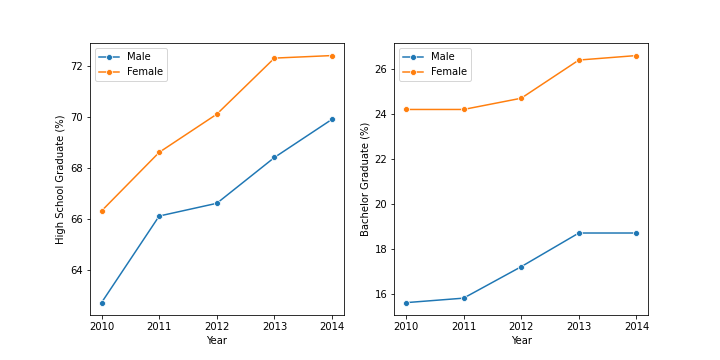 Male
Female
72
70
68
66
64
High School Graduate (%)
2010 2011 2012 2013 2014
Year
Male
Female
26
24
22
20
18
16
Bachelor Graduate (%)
2010 2011 2012 2013 2014
Year